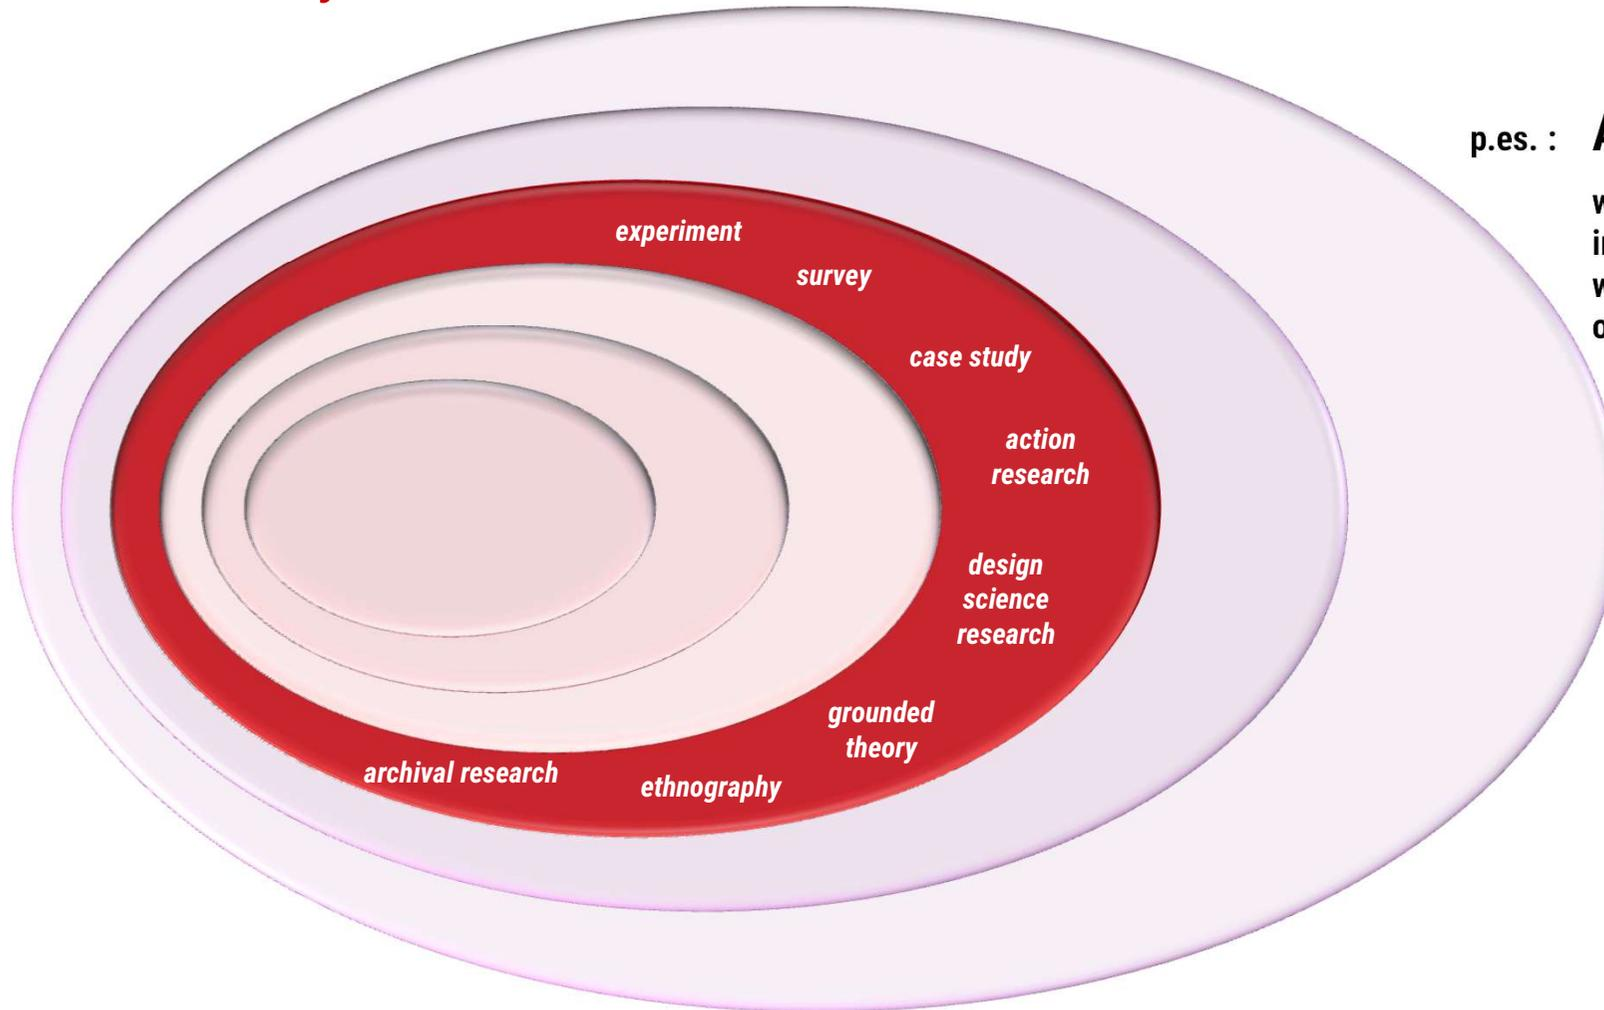 p.es. :
experiment
survey
case study
action
research
design
science
research
grounded
theory
archival research
ethnography